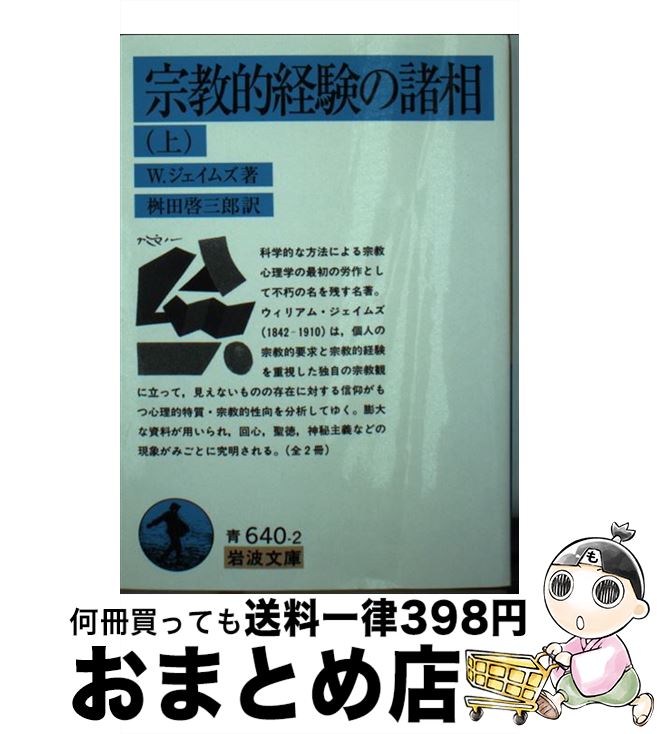 宗教的経験の諸相
(上)
W.ジェイムズ著
桝田啓三郎訳
科学的な方法による宗教
心理学の最初の労作とし
て不朽の名を残す名著。
ウィリアム・ジェイムズ
(1842-1910)は，個人の
宗教的要求と宗教的経験
を重視した独自の宗教観
に立って，見えないものの存在に対する信仰がも
つ心理的特質・宗教的性向を分析してゆく。膨大
な資料が用いられ，回心，聖徳，神秘主義などの
現象がみごとに究明される。(全2冊)
青640-2
岩波文庫
も
何冊買っても送料一律398円
おまとめ店